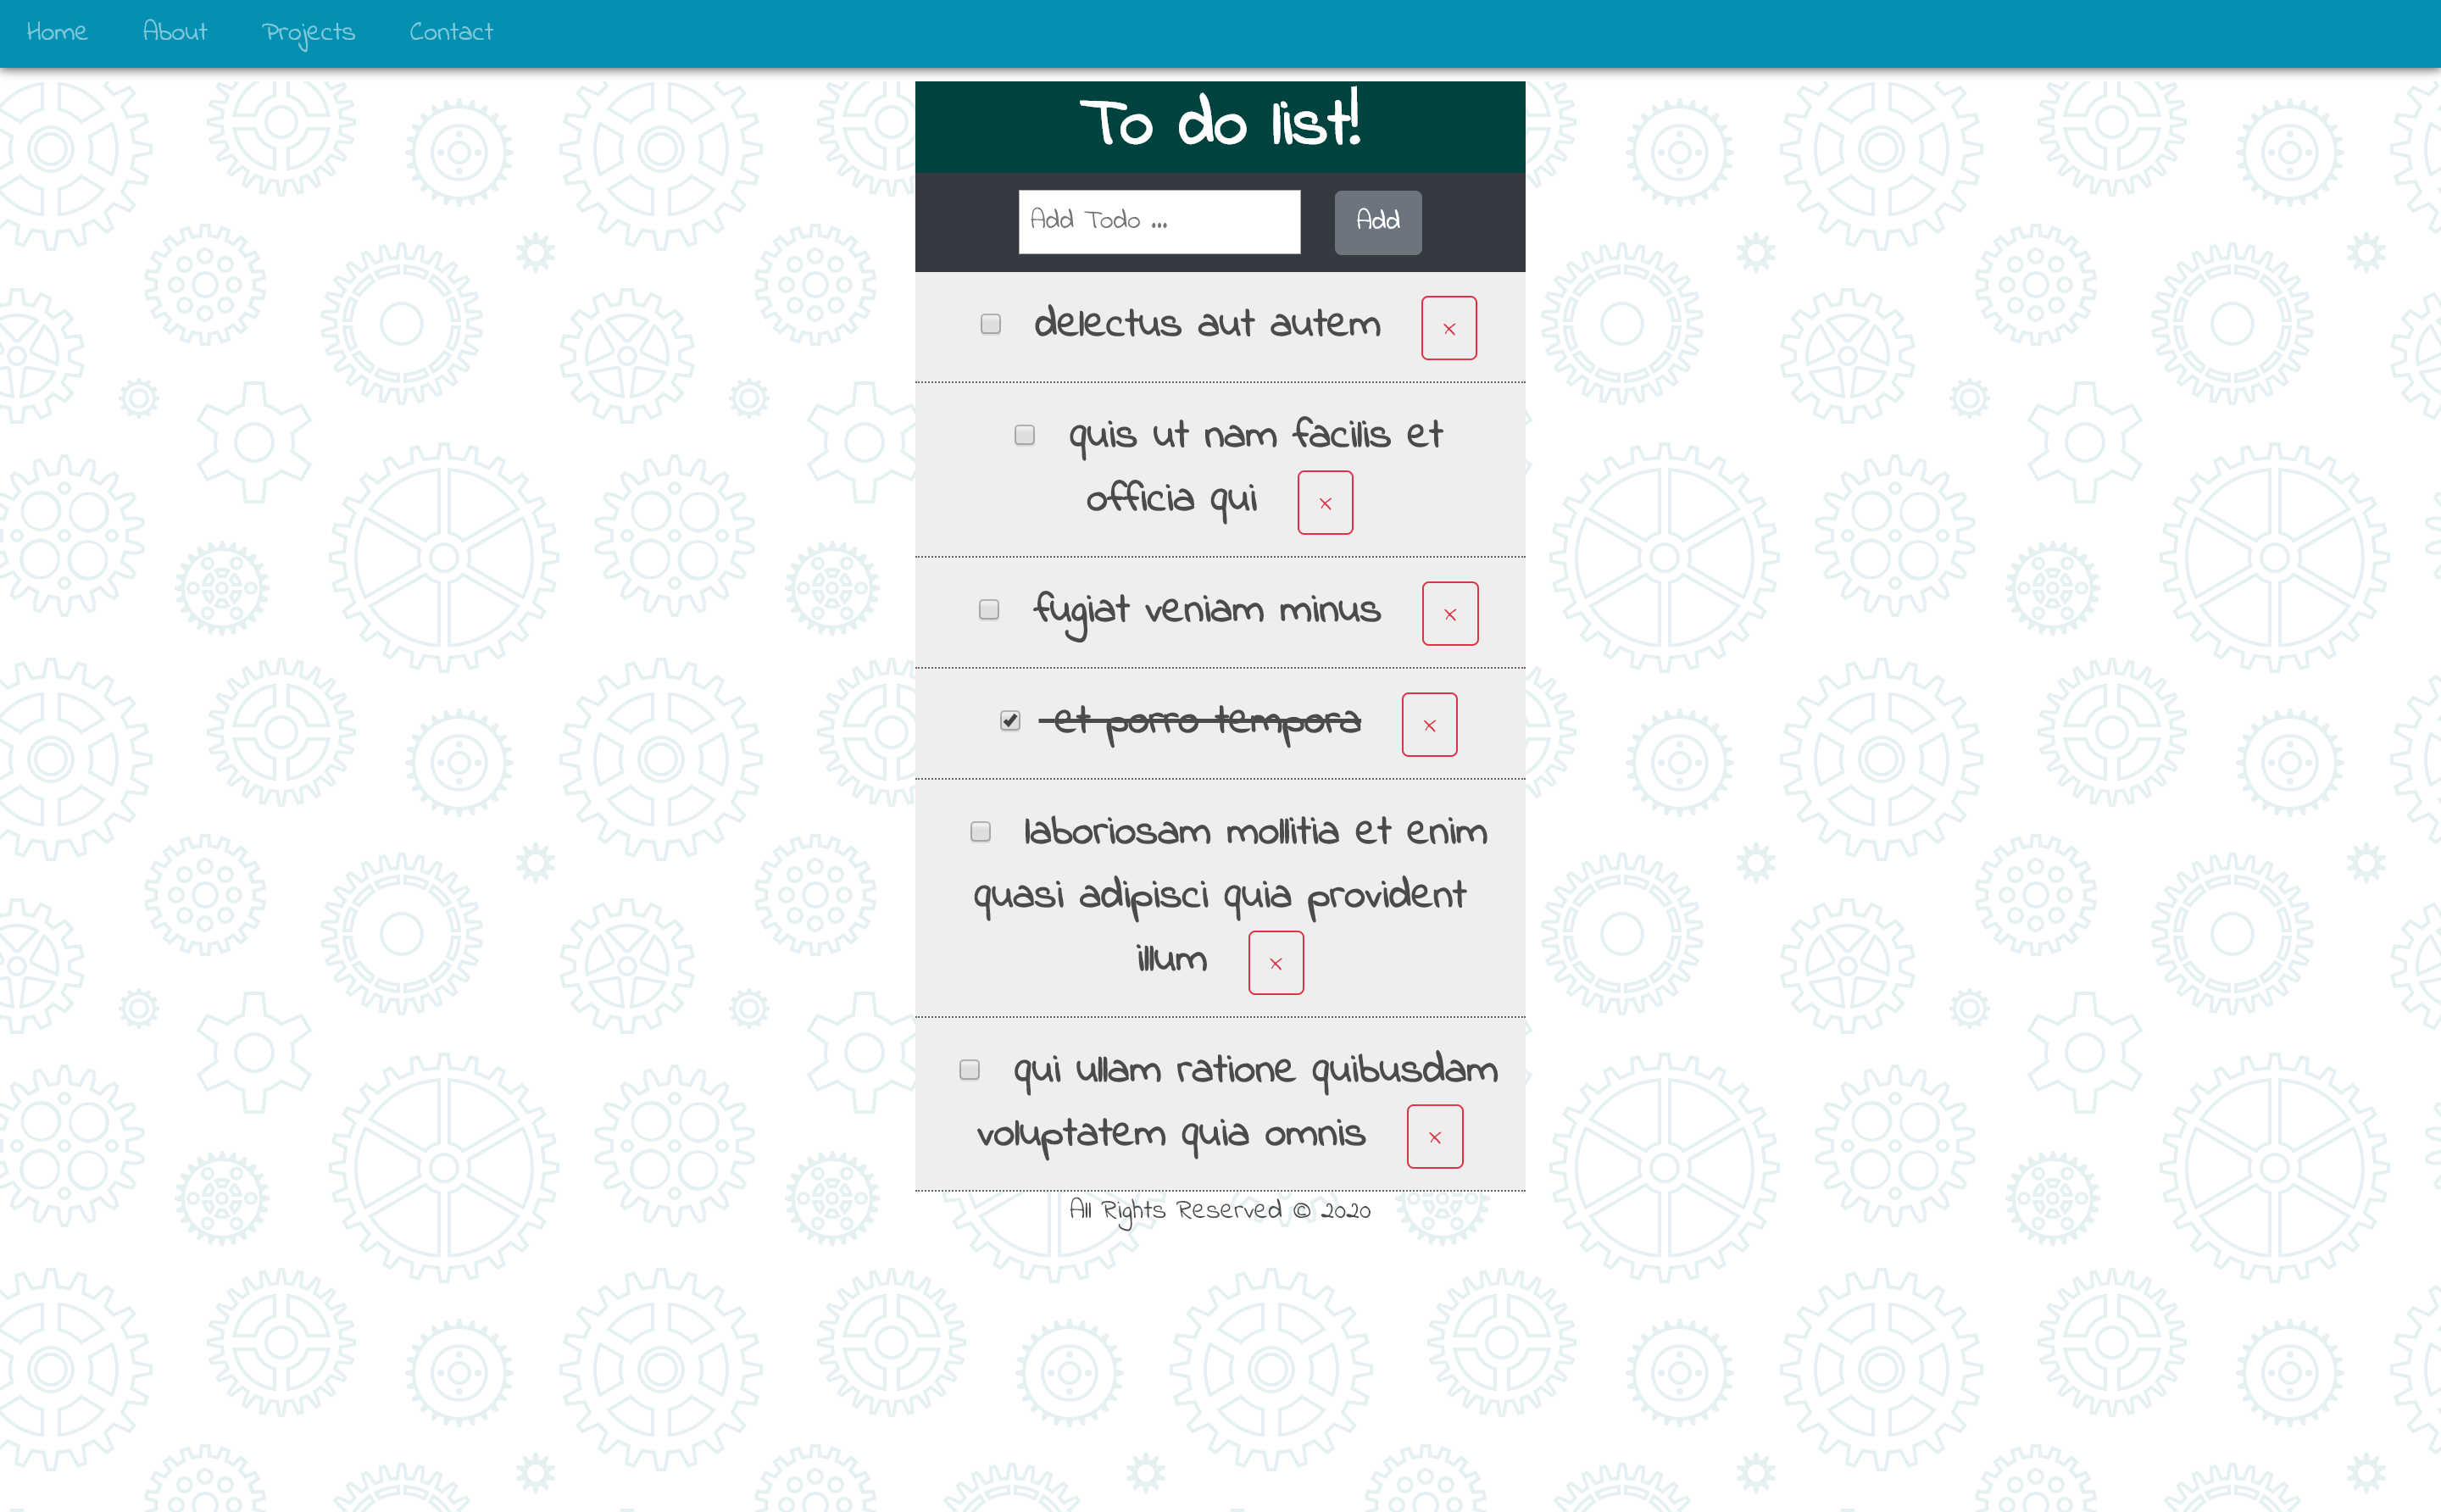 Home About Projects Contact
To do list!
Add Todo ... Add
delectus aut autem ×
quis ut nam facilis et
officia qui ×
fugiat veniam minus ×
et porro tempora ×
laboriosam mollitia et enim
quasi adipisci quia provident
illum ×
qui ullam ratione quibusdam
voluptatem quia omnis ×
All Rights Reserved © 2020